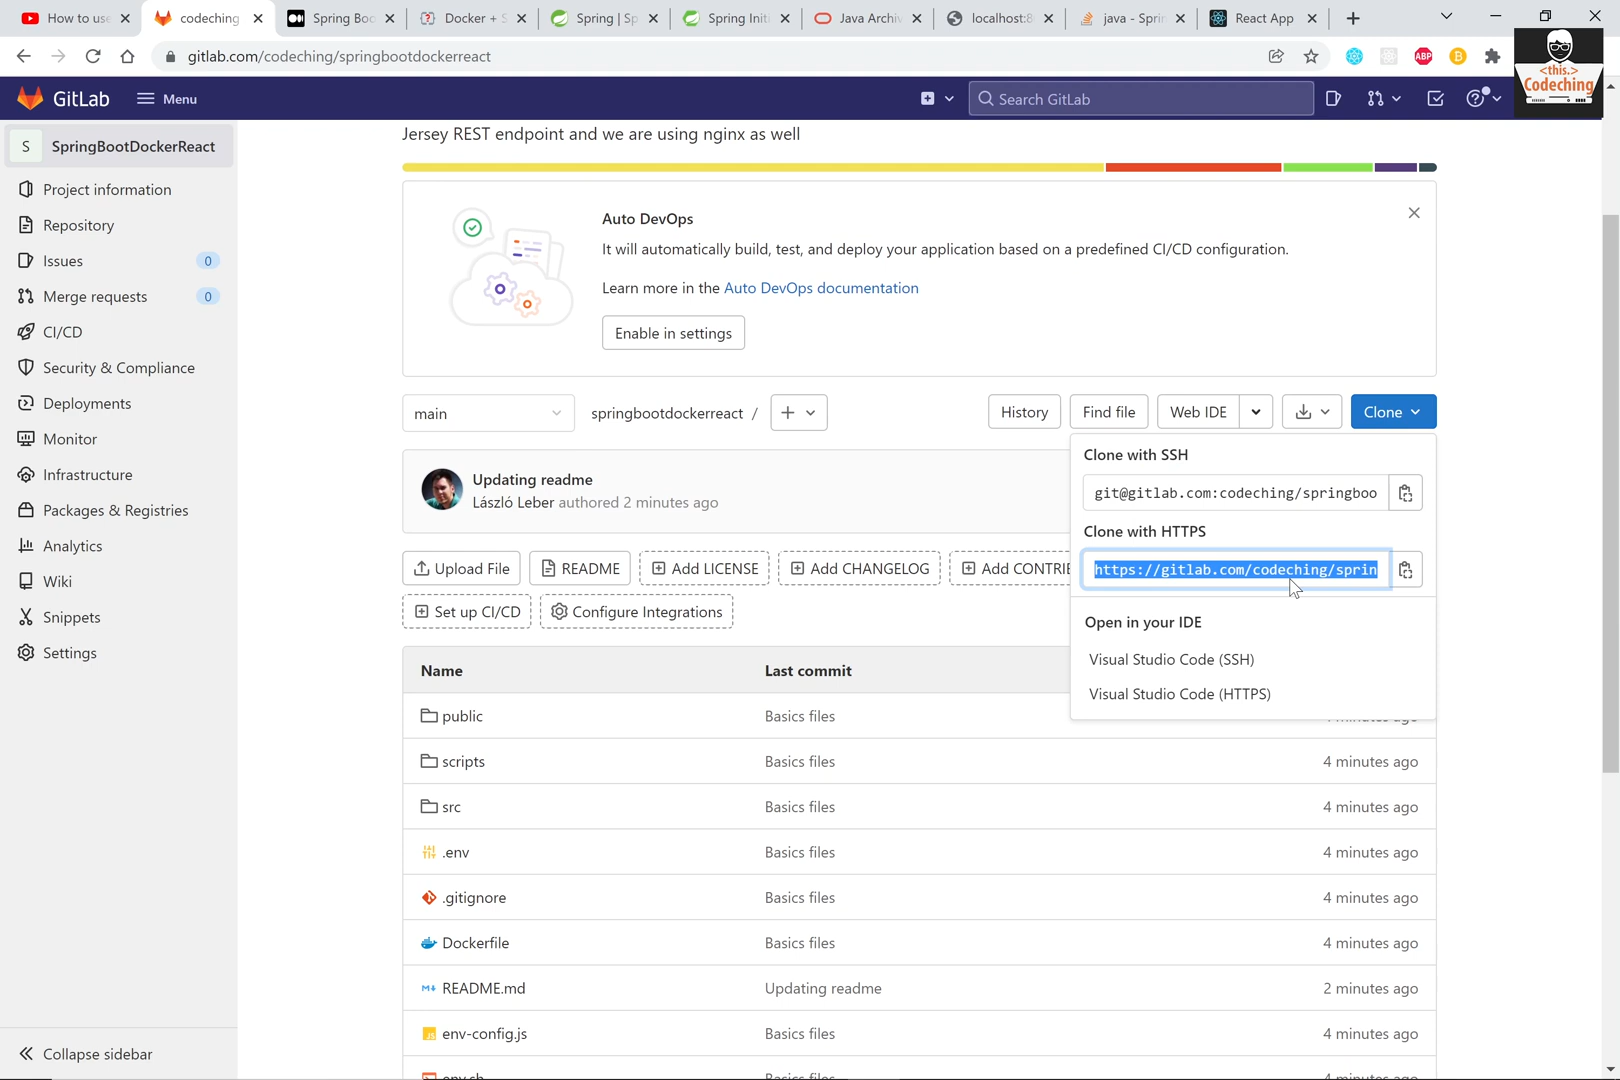 How to use
codeching
Spring Boo
Docker + S
Spring | Sp
Spring Initi
Java Archiv
localhost:8
java - Sprin
React App
gitlab.com/codeching/springbootdockerreact
ABP
<this.>
Codeching
GitLab
Menu
Search GitLab
S
SpringBootDockerReact
Project information
Repository
Issues
0
Merge requests
0
CI/CD
Security & Compliance
Deployments
Monitor
Infrastructure
Packages & Registries
Analytics
Wiki
Snippets
Settings
Collapse sidebar
Jersey REST endpoint and we are using nginx as well
Auto DevOps
It will automatically build, test, and deploy your application based on a predefined CI/CD configuration.
Learn more in the Auto DevOps documentation
Enable in settings
main
springbootdockerreact /
History
Find file
Web IDE
Clone
Clone with SSH
git@gitlab.com:codeching/springboo
Clone with HTTPS
https://gitlab.com/codeching/sprin
Open in your IDE
Visual Studio Code (SSH)
Visual Studio Code (HTTPS)
Updating readme
László Leber authored 2 minutes ago
Upload File
README
Add LICENSE
Add CHANGELOG
Add CONTRIE
Set up CI/CD
Configure Integrations
Name
Last commit
public
Basics files
scripts
Basics files
4 minutes ago
src
Basics files
4 minutes ago
.env
Basics files
4 minutes ago
.gitignore
Basics files
4 minutes ago
Dockerfile
Basics files
4 minutes ago
README.md
Updating readme
2 minutes ago
env-config.js
Basics files
4 minutes ago